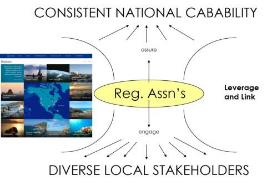 CONSISTENT NATIONAL CABABILITY
assure
Reg. Assn's
Leverage
and Link
engage
DIVERSE LOCAL STAKEHOLDERS